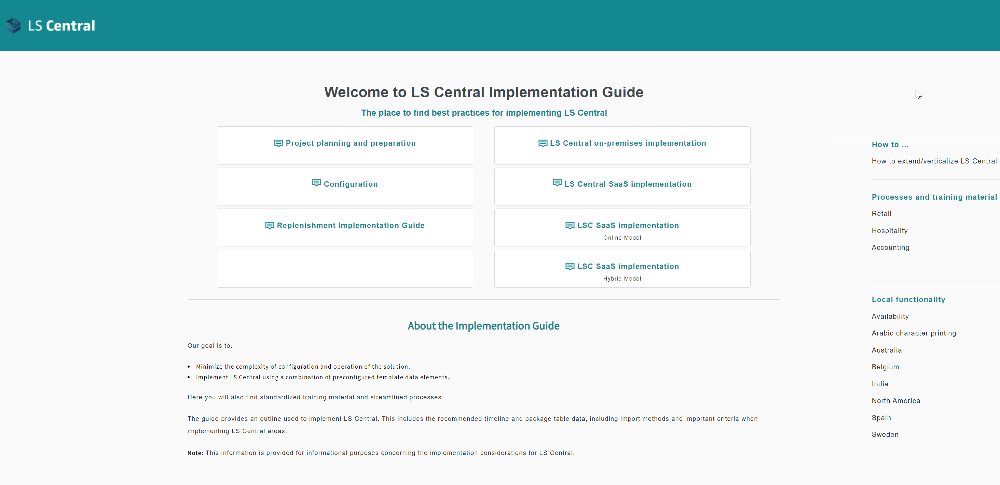 LS Central
Welcome to LS Central Implementation Guide
The place to find best practices for implementing LS Central
Project planning and preparation
LS Central on-premises implementation
Configuration
LS Central SaaS implementation
Replenishment Implementation Guide
LSC SaaS implementation
Online Model
LSC SaaS implementation
Hybrid Model
About the Implementation Guide
Our goal is to:
• Minimize the complexity of configuration and operation of the solution.
• Implement LS Central using a combination of preconfigured template data elements.
Here you will also find standardized training material and streamlined processes.
The guide provides an outline used to implement LS Central. This includes the recommended timeline and package table data, including import methods and important criteria when
implementing LS Central areas.
Note: This information is provided for informational purposes concerning the implementation considerations for LS Central.
How to ...
How to extend/verticalize LS Central
Processes and training material
Retail
Hospitality
Accounting
Local functionality
Availability
Arabic character printing
Australia
Belgium
India
North America
Spain
Sweden